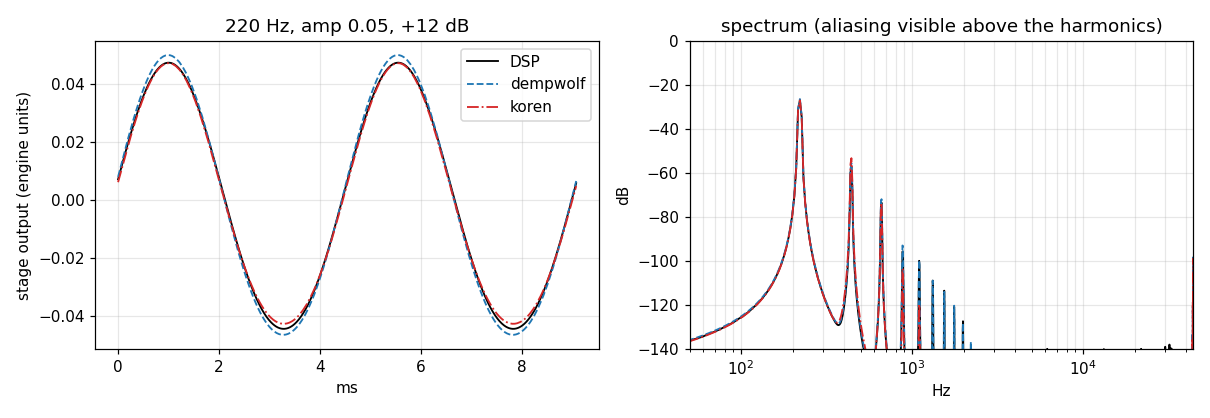 220 Hz, amp 0.05, +12 dB
DSP
dempwolf
koren
0.04
0.02
0.00
−0.02
−0.04
0
2
4
6
8
ms
stage output (engine units)
spectrum (aliasing visible above the harmonics)
0
−20
−40
−60
−80
−100
−120
−140
10²
10³
10⁴
Hz
dB